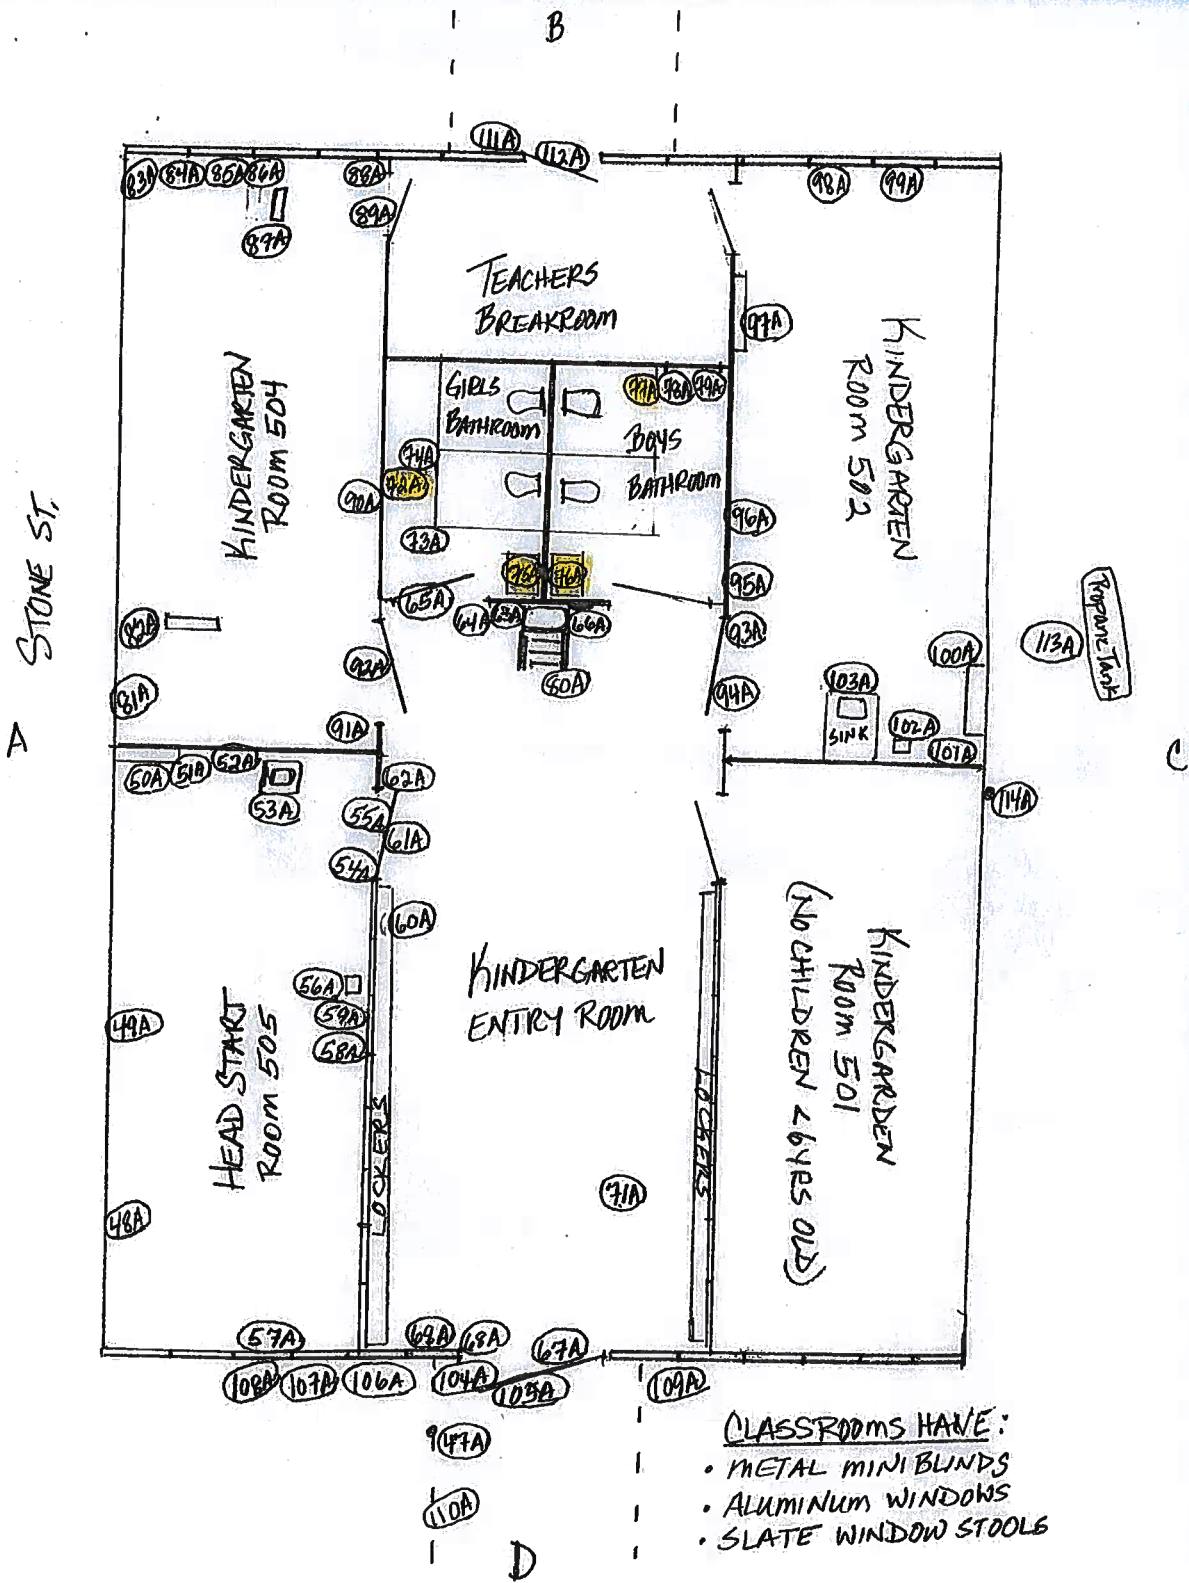 B
111A 112A
83A 84A 85A 86A 88A 98A 99A
89A
87A
TEACHERS
BREAKROOM
97A
KINDERGARTEN
ROOM 504
KINDERGARTEN
ROOM 502
GIRLS
BATHROOM
77A 78A 79A
BOYS
BATHROOM
74A
72A
90A
96A
73A
75A 76A
95A
65A 64A 63A 66A
93A
STONE ST.
82A
92A
80A
94A
81A
91A
100A
103A
SINK
102A
101A
113A
Propane Tank
A
C
50A 51A 52A
53A
62A
55A
61A
54A
114A
60A
KINDERGARTEN
ENTRY ROOM
56A
59A
58A
49A
HEAD START
ROOM 505
KINDERGARDEN
ROOM 501
(NO CHILDREN < 6 YRS OLD)
LOCKERS
LOCKERS
71A
48A
57A 69A 68A 67A
108A 107A 106A 104A 105A 109A
47A
110A
D
CLASSROOMS HAVE:
• METAL MINI BLINDS
• ALUMINUM WINDOWS
• SLATE WINDOW STOOLS